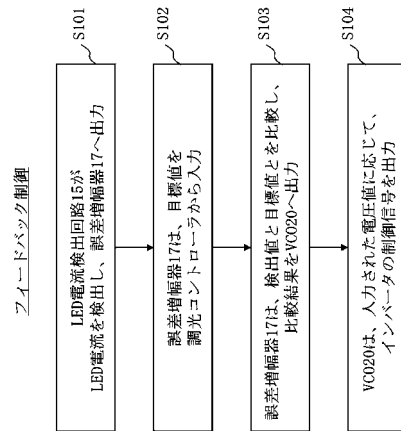 フィードバック制御
S101
LED電流検出回路15が
LED電流を検出し、誤差増幅器17へ出力
S102
誤差増幅器17は、目標値を
調光コントローラから入力
S103
誤差増幅器17は、検出値と目標値とを比較し、
比較結果をVCO20へ出力
S104
VCO20は、入力された電圧値に応じて、
インバータの制御信号を出力